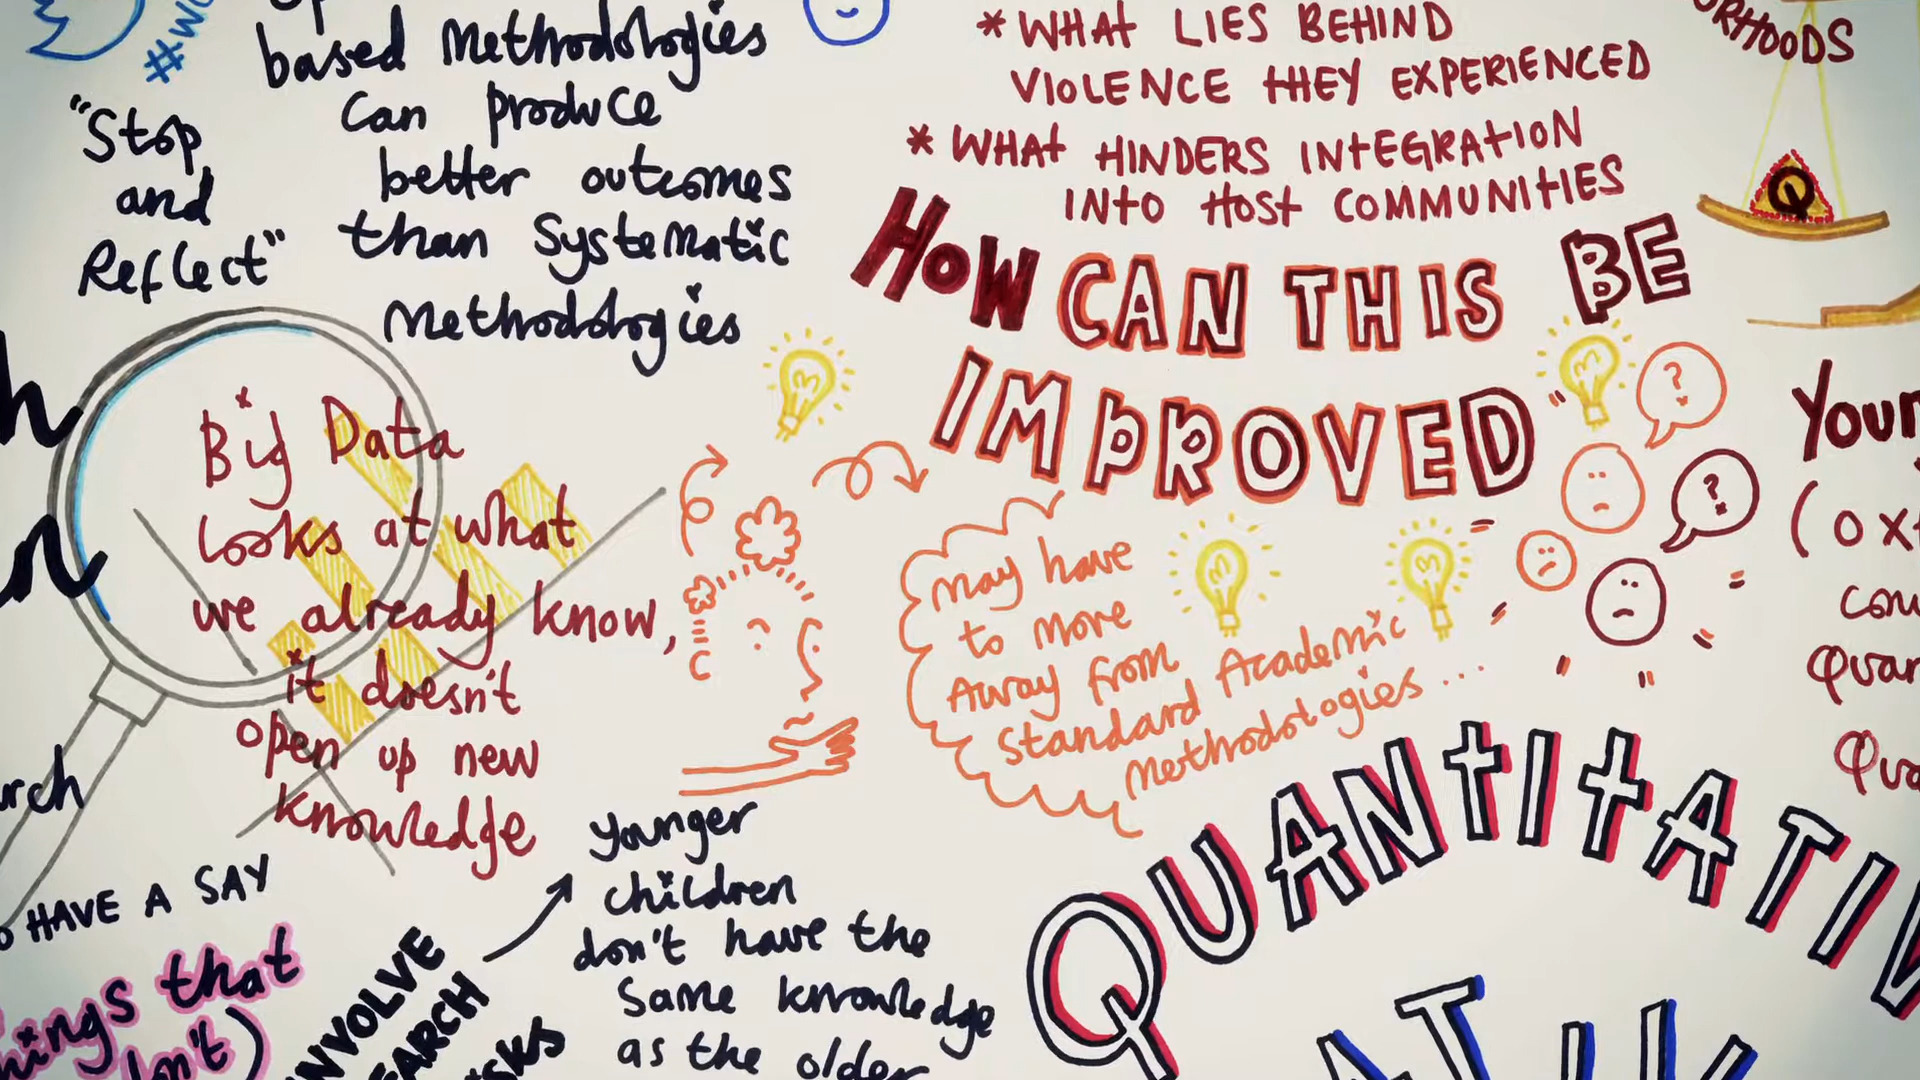 "Stop
and
Reflect"
based Methodologies
can produce
better outcomes
than Systematic
Methodologies
* WHAT LIES BEHIND
VIOLENCE THEY EXPERIENCED
* WHAT HINDERS INTEGRATION
INTO HOST COMMUNITIES
HOW CAN THIS BE
IMPROVED
Q
Big Data
looks at what
we already know,
it doesn't
open up new
knowledge
may have
to move
Away from
Standard Academic
Methodologies...
?
?
HAVE A SAY
that
younger
children
don't have the
Same knowledge
as the older